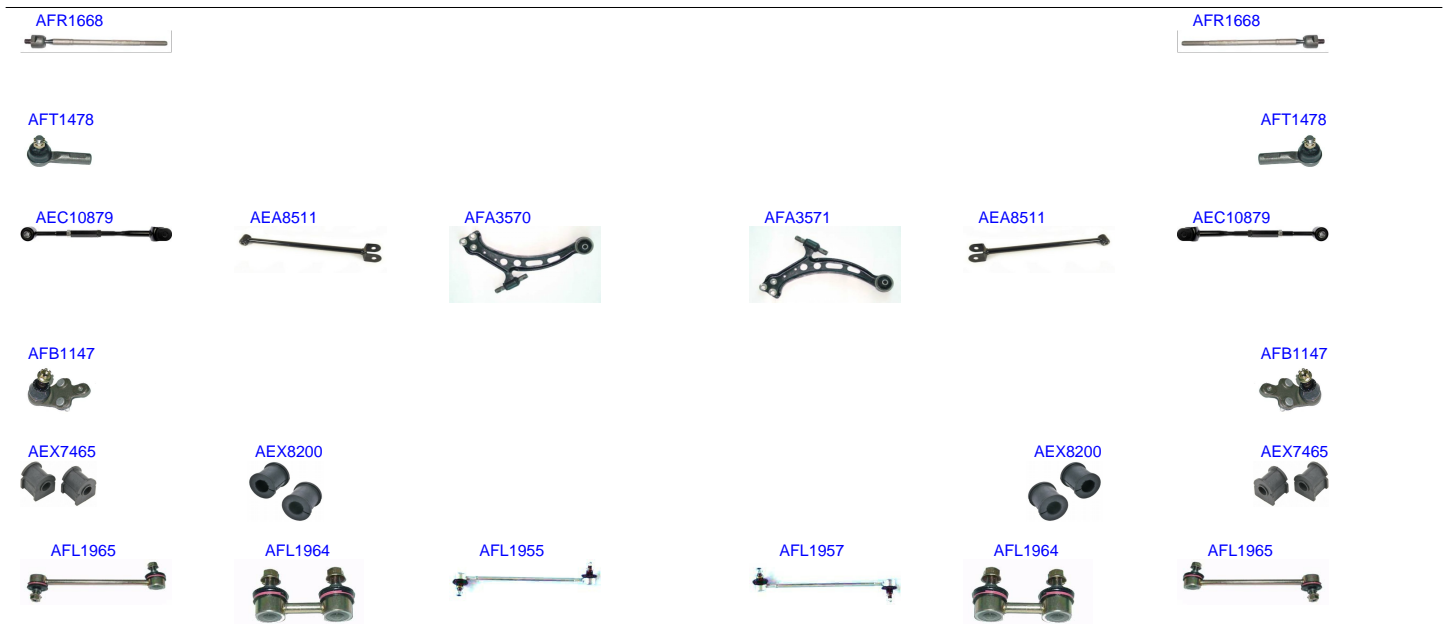 AFR1668 AFR1668
AFT1478 AFT1478
AEC10879 AEA8511 AFA3570 AFA3571 AEA8511 AEC10879
AFB1147 AFB1147
AEX7465 AEX8200 AEX8200 AEX7465
AFL1965 AFL1964 AFL1955 AFL1957 AFL1964 AFL1965